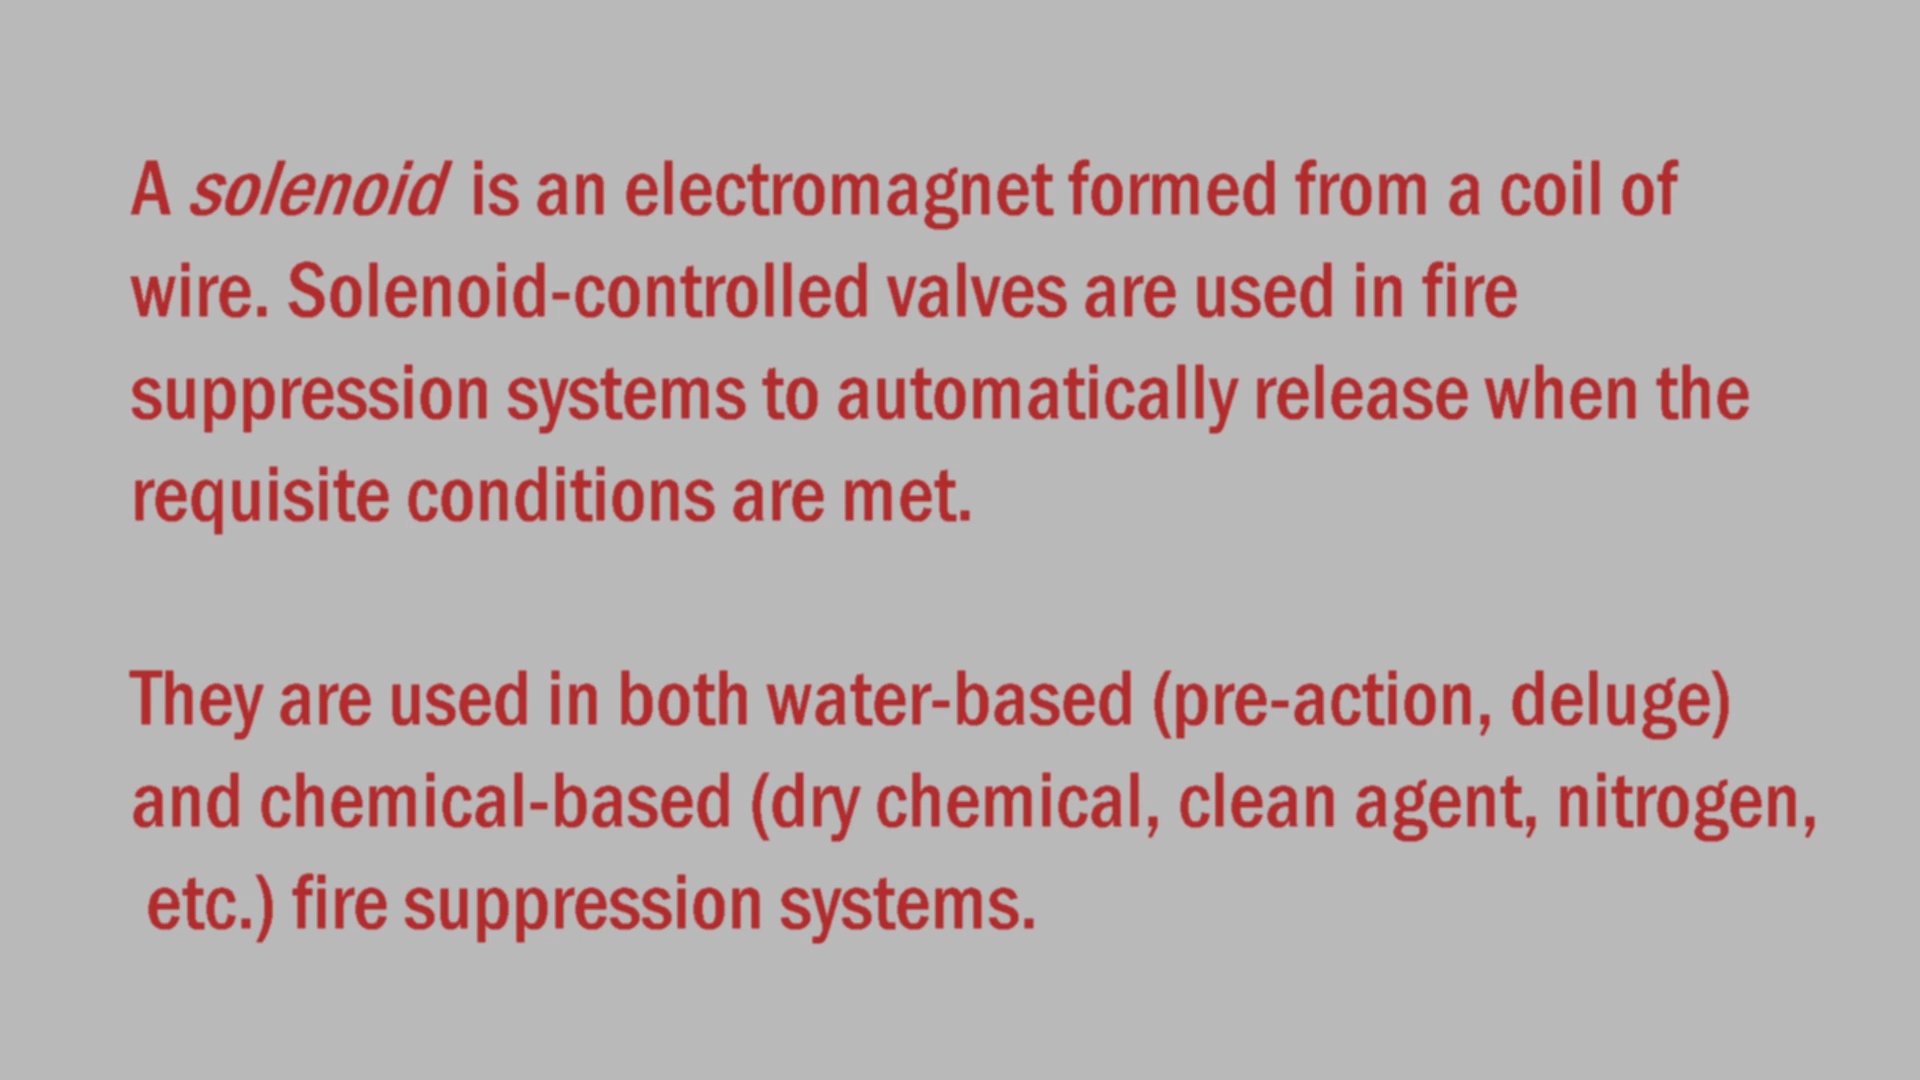 A solenoid is an electromagnet formed from a coil of
wire. Solenoid-controlled valves are used in fire
suppression systems to automatically release when the
requisite conditions are met.
They are used in both water-based (pre-action, deluge)
and chemical-based (dry chemical, clean agent, nitrogen,
etc.) fire suppression systems.